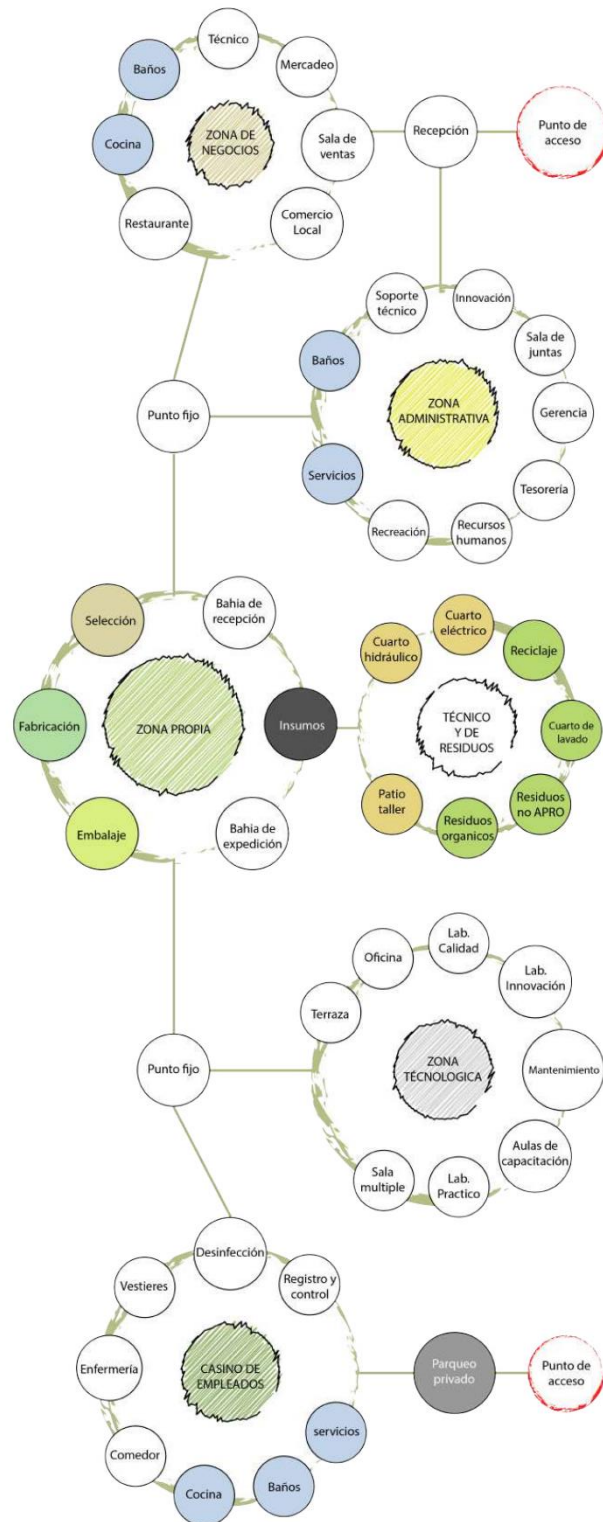 Técnico
Mercadeo
Baños
Cocina
ZONA DE
NEGOCIOS
Sala de
ventas
Restaurante
Comercio
Local
Recepción
Punto de
acceso
Soporte
técnico
Innovación
Sala de
juntas
Baños
ZONA
ADMINISTRATIVA
Gerencia
Servicios
Tesorería
Recreación
Recursos
humanos
Punto fijo
Selección
Bahia de
recepción
Fabricación
ZONA PROPIA
Insumos
Embalaje
Bahia de
expedición
Cuarto
hidráulico
Cuarto
eléctrico
Reciclaje
TÉCNICO
Y DE
RESIDUOS
Cuarto de
lavado
Patio
taller
Residuos
organicos
Residuos
no APRO
Punto fijo
Terraza
Oficina
Lab.
Calidad
Lab.
Innovación
ZONA
TÉCNOLOGICA
Mantenimiento
Sala
multiple
Lab.
Practico
Aulas de
capacitación
Desinfección
Vestieres
Registro y
control
Enfermería
CASINO DE
EMPLEADOS
Comedor
Cocina
Baños
servicios
Parqueo
privado
Punto de
acceso